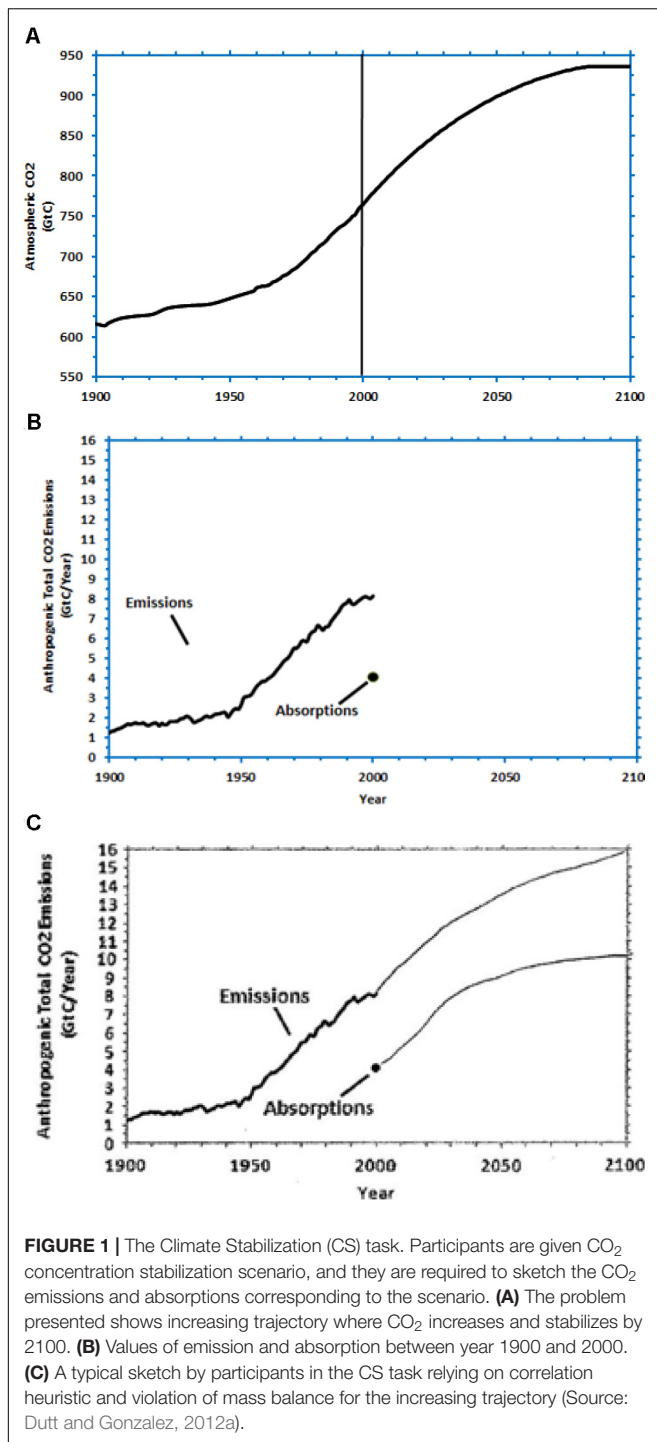 A
Atmospheric CO2
(GtC)
950
900
850
800
750
700
650
600
550
1900
1950
2000
2050
2100
B
Anthropogenic Total CO2 Emissions
(GtC/Year)
16
15
14
13
12
11
10
9
8
7
6
5
4
3
2
1
0
Emissions
Absorptions
1900
1950
2000
2050
210
Year
C
Anthropogenic Total CO2 Emissions
(GtC/Year)
16
15
14
13
12
11
10
9
8
7
6
5
4
3
2
1
0
Emissions
Absorptions
1900
1950
2000
2050
2100
Year
FIGURE 1 | The Climate Stabilization (CS) task. Participants are given CO2
concentration stabilization scenario, and they are required to sketch the CO2
emissions and absorptions corresponding to the scenario. (A) The problem
presented shows increasing trajectory where CO2 increases and stabilizes by
2100. (B) Values of emission and absorption between year 1900 and 2000.
(C) A typical sketch by participants in the CS task relying on correlation
heuristic and violation of mass balance for the increasing trajectory (Source:
Dutt and Gonzalez, 2012a).